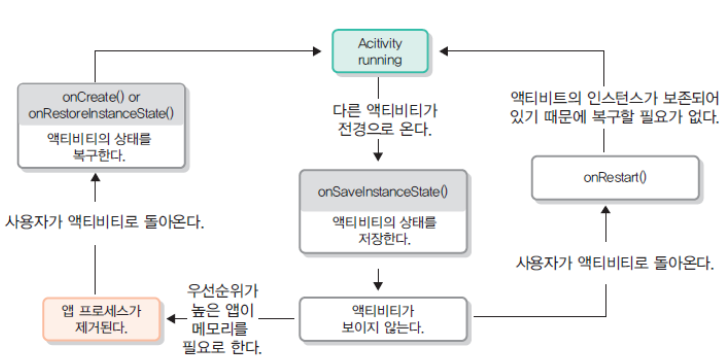 Acitivity
running
onCreate() or
onRestoreInstanceState()
액티비티의 상태를
복구한다.
다른 액티비티가
전경으로 온다.
액티비트의 인스턴스가 보존되어
있기 때문에 복구할 필요가 없다.
onSaveInstanceState()
액티비티의 상태를
저장한다.
onRestart()
사용자가 액티비티로 돌아온다.
사용자가 액티비티로 돌아온다.
앱 프로세스가
제거된다.
우선순위가
높은 앱이
메모리를
필요로 한다.
액티비티가
보이지 않는다.